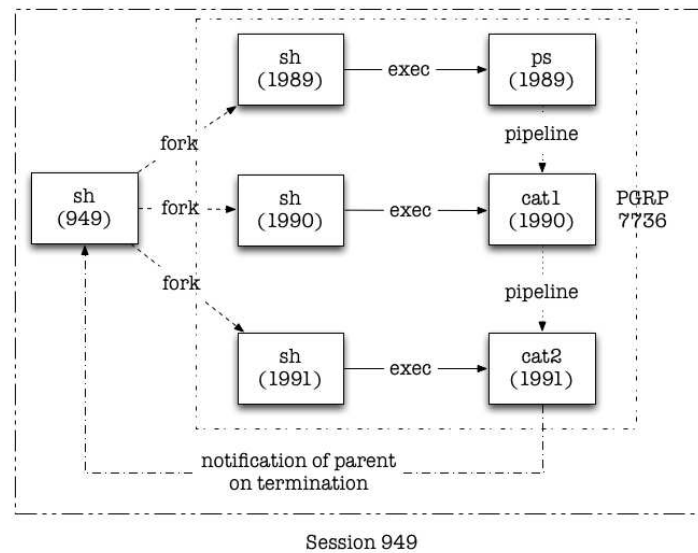 sh
(1989)
exec
ps
(1989)
fork
pipeline
sh
(949)
fork
sh
(1990)
exec
cat1
(1990)
PGRP
7736
fork
pipeline
sh
(1991)
exec
cat2
(1991)
notification of parent
on termination
Session 949